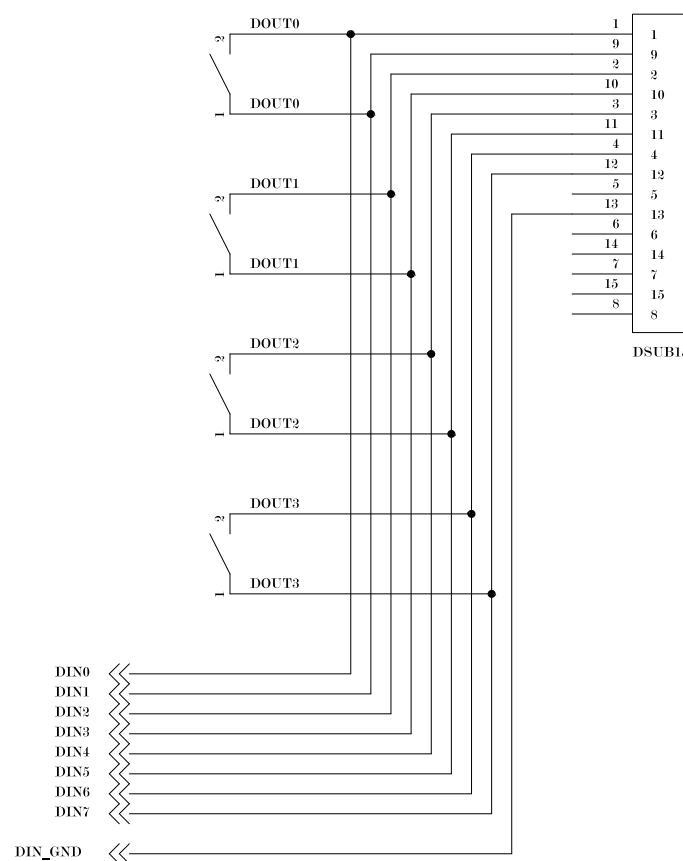 DOUT0
2
1
DOUT0
DOUT1
2
1
DOUT1
DOUT2
2
1
DOUT2
DOUT3
2
1
DOUT3
1 1
9 9
2 2
10 10
3 3
11 11
4 4
12 12
5 5
13 13
6 6
14 14
7 7
15 15
8 8
DIN0
DIN1
DIN2
DIN3
DIN4
DIN5
DIN6
DIN7
DIN_GND